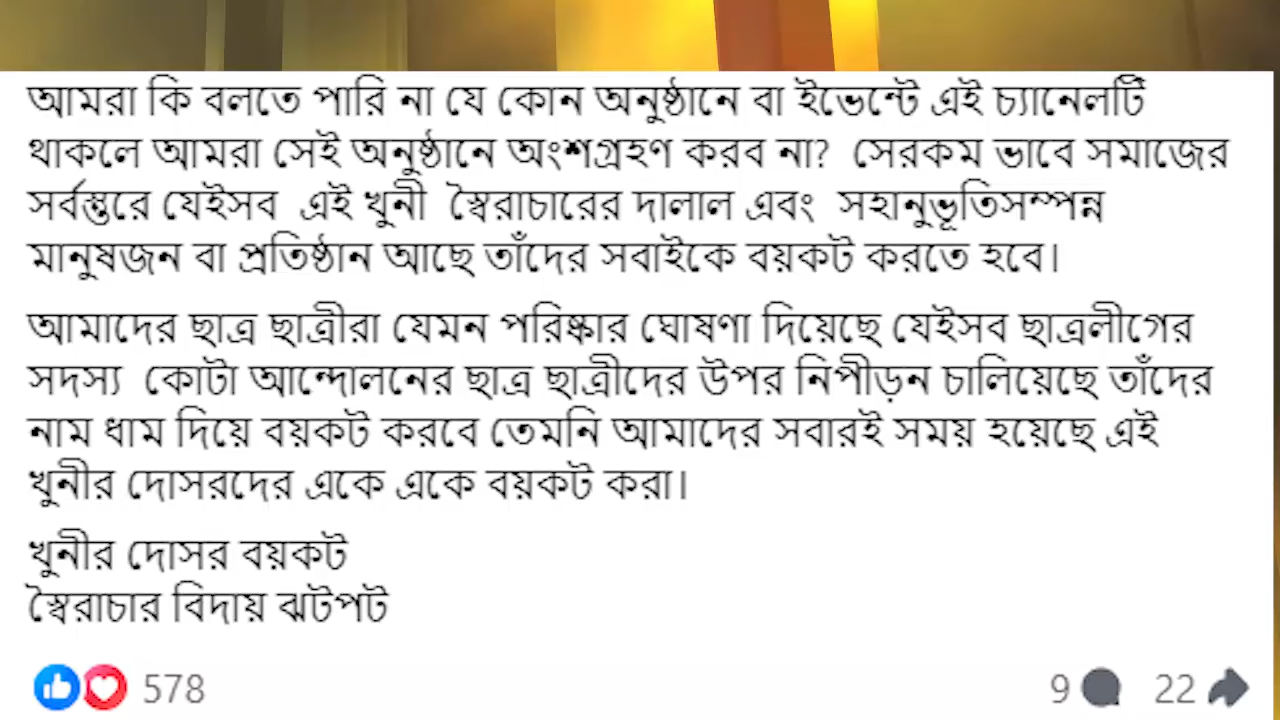 আমরা কি বলতে পারি না যে কোন অনুষ্ঠানে বা ইভেন্টে এই চ্যানেলটি
থাকলে আমরা সেই অনুষ্ঠানে অংশগ্রহণ করব না?  সেরকম ভাবে সমাজের
সর্বস্তরে যেইসব  এই খুনী  স্বৈরাচারের দালাল এবং  সহানুভূতিসম্পন্ন
মানুষজন বা প্রতিষ্ঠান আছে তাঁদের সবাইকে বয়কট করতে হবে।
আমাদের ছাত্র ছাত্রীরা যেমন পরিষ্কার ঘোষণা দিয়েছে যেইসব ছাত্রলীগের
সদস্য  কোটা আন্দোলনের ছাত্র ছাত্রীদের উপর নিপীড়ন চালিয়েছে তাঁদের
নাম ধাম দিয়ে বয়কট করবে তেমনি আমাদের সবারই সময় হয়েছে এই
খুনীর দোসরদের একে একে বয়কট করা।
খুনীর দোসর বয়কট
স্বৈরাচার বিদায় ঝটপট
578 9 22